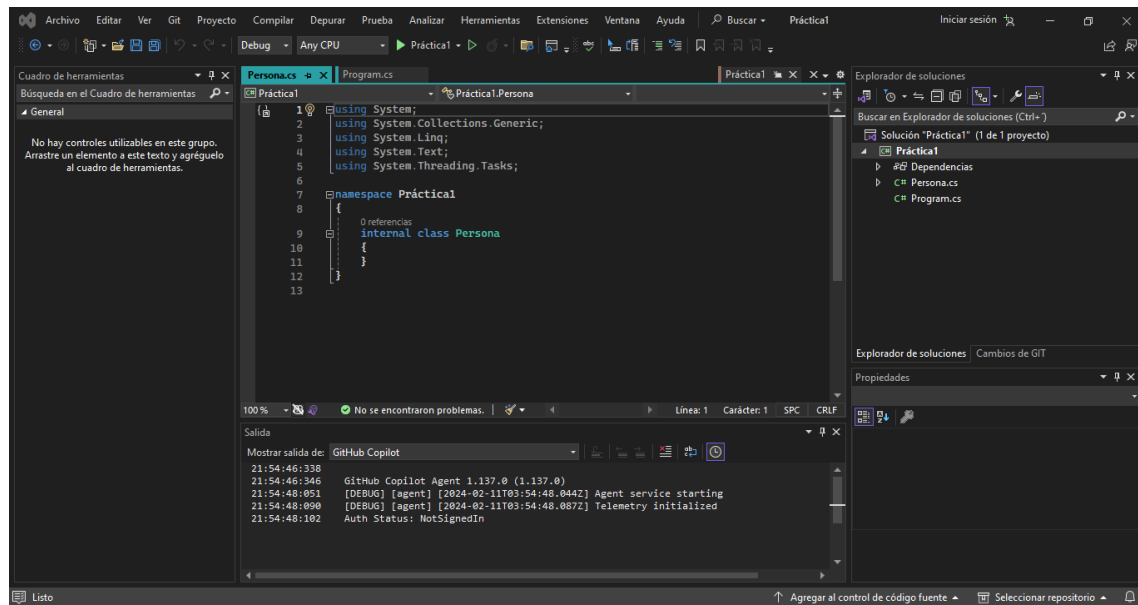 Archivo Editar Ver Git Proyecto Compilar Depurar Prueba Analizar Herramientas Extensiones Ventana Ayuda Buscar Práctica1 Iniciar sesión
Debug Any CPU Práctica1
Cuadro de herramientas
Búsqueda en el Cuadro de herramientas
General
No hay controles utilizables en este grupo.
Arrastre un elemento a este texto y agréguelo
al cuadro de herramientas.
Persona.cs Program.cs Práctica1
Práctica1 Práctica1.Persona
1 using System;
2 using System.Collections.Generic;
3 using System.Linq;
4 using System.Text;
5 using System.Threading.Tasks;
6
7 namespace Práctica1
8 {
0 referencias
9 internal class Persona
10 {
11 }
12 }
13
100 % No se encontraron problemas. Línea: 1 Carácter: 1 SPC CRLF
Salida
Mostrar salida de: GitHub Copilot
21:54:46:338
21:54:46:346 GitHub Copilot Agent 1.137.0 (1.137.0)
21:54:48:051 [DEBUG] [agent] [2024-02-11T03:54:48.044Z] Agent service starting
21:54:48:090 [DEBUG] [agent] [2024-02-11T03:54:48.087Z] Telemetry initialized
21:54:48:102 Auth Status: NotSignedIn
Explorador de soluciones
Buscar en Explorador de soluciones (Ctrl+´)
Solución "Práctica1" (1 de 1 proyecto)
C# Práctica1
Dependencias
C# Persona.cs
C# Program.cs
Explorador de soluciones Cambios de GIT
Propiedades
Listo Agregar al control de código fuente Seleccionar repositorio